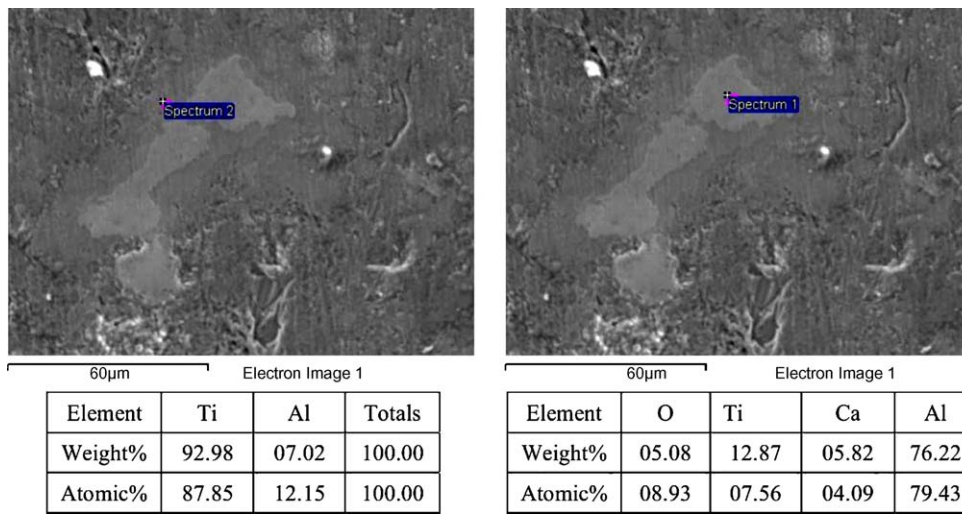 Spectrum 2
60µm Electron Image 1
Element Ti Al Totals
Weight% 92.98 07.02 100.00
Atomic% 87.85 12.15 100.00
Spectrum 1
60µm Electron Image 1
Element O Ti Ca Al
Weight% 05.08 12.87 05.82 76.22
Atomic% 08.93 07.56 04.09 79.43